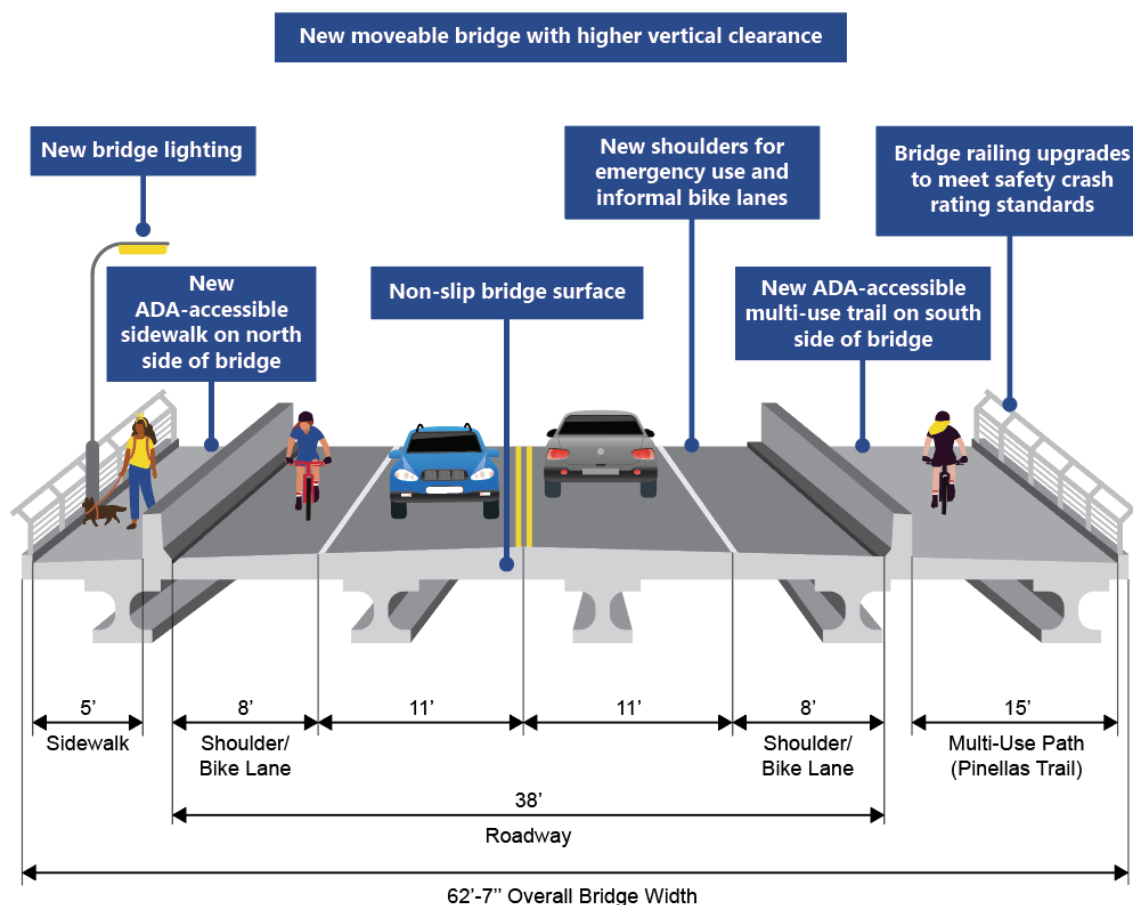 New moveable bridge with higher vertical clearance
New bridge lighting
New shoulders for
emergency use and
informal bike lanes
Bridge railing upgrades
to meet safety crash
rating standards
New
ADA-accessible
sidewalk on north
side of bridge
Non-slip bridge surface
New ADA-accessible
multi-use trail on south
side of bridge
5’
Sidewalk
8’
Shoulder/
Bike Lane
11’
11’
8’
Shoulder/
Bike Lane
15’
Multi-Use Path
(Pinellas Trail)
38’
Roadway
62’-7” Overall Bridge Width